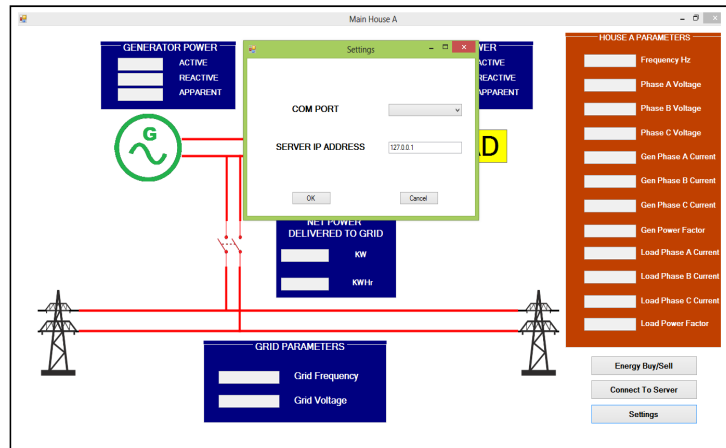 Main House A
GENERATOR POWER
ACTIVE
REACTIVE
APPARENT
G
Settings
COM PORT
SERVER IP ADDRESS
127.0.0.1
OK
Cancel
ACTIVE
REACTIVE
APPARENT
NET POWER
DELIVERED TO GRID
KW
KWHr
GRID PARAMETERS
Grid Frequency
Grid Voltage
HOUSE A PARAMETERS
Frequency Hz
Phase A Voltage
Phase B Voltage
Phase C Voltage
Gen Phase A Current
Gen Phase B Current
Gen Phase C Current
Gen Power Factor
Load Phase A Current
Load Phase B Current
Load Phase C Current
Load Power Factor
Energy Buy/Sell
Connect To Server
Settings